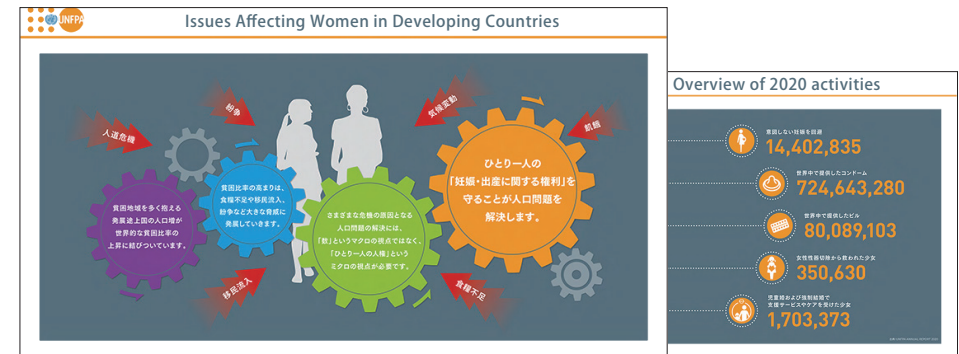 UNFPA
Issues Affecting Women in Developing Countries
人道危機
紛争
気候変動
飢餓
貧困地域を多く抱える
発展途上国の人口増が
世界的な貧困比率の
上昇に結びついています。
貧困比率の高まりは、
食糧不足や移民流入、
紛争など大きな脅威に
発展していきます。
さまざまな危機の原因となる
人口問題の解決には、
「数」というマクロの視点ではなく、
「ひとり一人の人権」という
ミクロの視点が必要です。
ひとり一人の
「妊娠・出産に関する権利」を
守ることが人口問題を
解決します。
移民流入
食糧不足
Overview of 2020 activities
意図しない妊娠を回避
14,402,835
世界中で提供したコンドーム
724,643,280
世界中で提供したピル
80,089,103
女性性器切除から救われた少女
350,630
児童婚および強制結婚で
支援サービスやケアを受けた少女
1,703,373